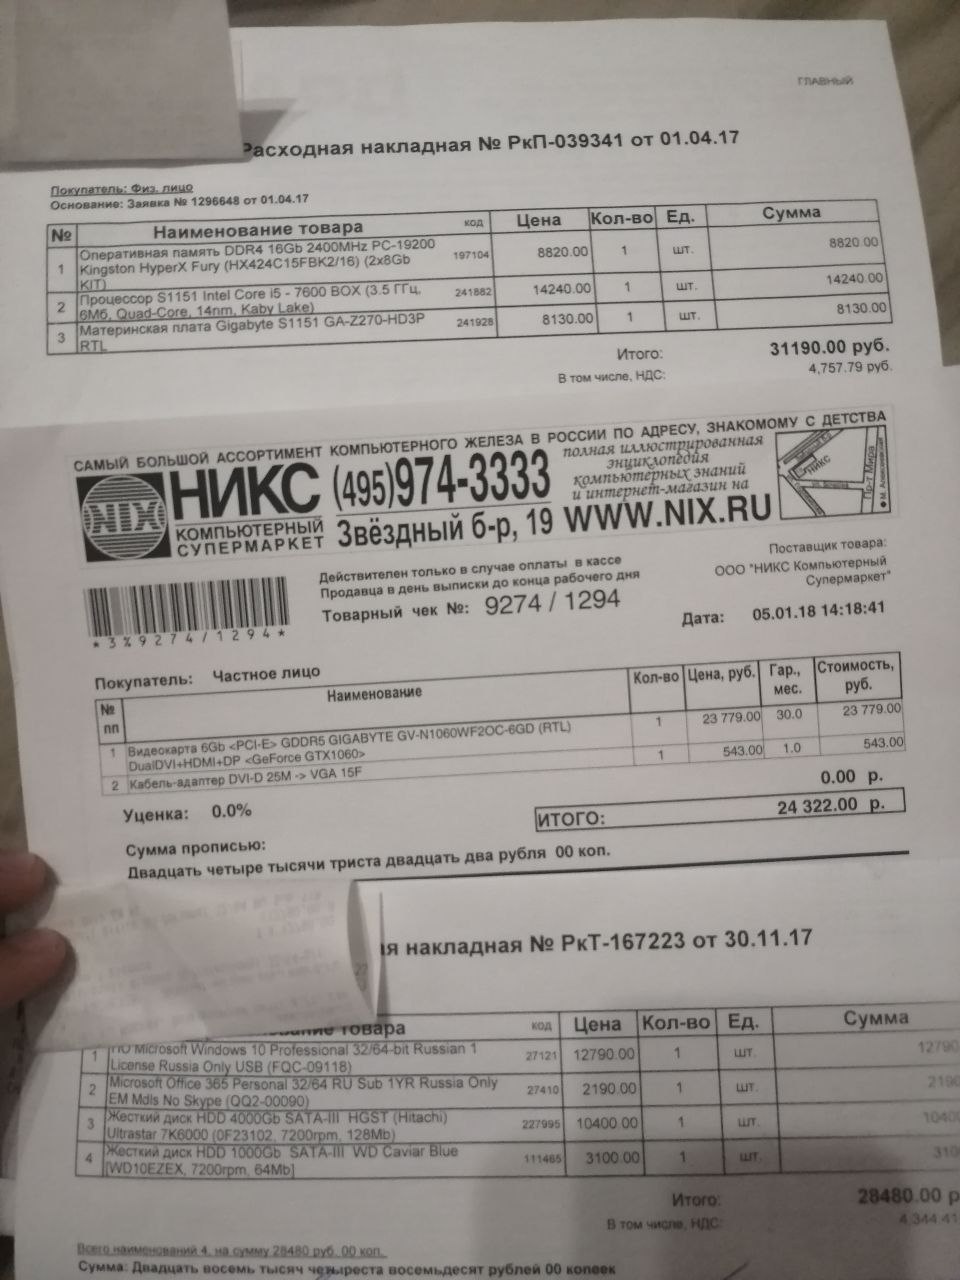 ГЛАВНЫЙ
Расходная накладная № РкП-039341 от 01.04.17
Покупатель: Физ. лицо
Основание: Заявка № 1296648 от 01.04.17
№ Наименование товара код Цена Кол-во Ед. Сумма
1 Оперативная память DDR4 16Gb 2400MHz PC-19200 Kingston HyperX Fury (HX424C15FBK2/16) (2x8Gb KIT) 197104 8820.00 1 шт. 8820.00
2 Процессор S1151 Intel Core i5 - 7600 BOX (3.5 ГГц, 6Мб, Quad-Core, 14nm, Kaby Lake) 241882 14240.00 1 шт. 14240.00
3 Материнская плата Gigabyte S1151 GA-Z270-HD3P RTL 241928 8130.00 1 шт. 8130.00
Итого: 31190.00 руб.
В том числе, НДС: 4,757.79 руб.
САМЫЙ БОЛЬШОЙ АССОРТИМЕНТ КОМПЬЮТЕРНОГО ЖЕЛЕЗА В РОССИИ ПО АДРЕСУ, ЗНАКОМОМУ С ДЕТСТВА
NIX
НИКС
КОМПЬЮТЕРНЫЙ
СУПЕРМАРКЕТ
(495)974-3333
полная иллюстрированная
энциклопедия
компьютерных знаний
и интернет-магазин на
Звёздный б-р, 19 WWW.NIX.RU
НИКС
Пр-т Мира
Действителен только в случае оплаты в кассе
Продавца в день выписки до конца рабочего дня
Товарный чек №: 9274 / 1294
*3%9274/1294*
Поставщик товара:
ООО "НИКС Компьютерный
Супермаркет"
Дата: 05.01.18 14:18:41
Покупатель: Частное лицо
№ пп Наименование Кол-во Цена, руб. Гар., мес. Стоимость, руб.
1 Видеокарта 6Gb <PCI-E> GDDR5 GIGABYTE GV-N1060WF2OC-6GD (RTL) DualDVI+HDMI+DP <GeForce GTX1060> 1 23 779.00 30.0 23 779.00
2 Кабель-адаптер DVI-D 25M -> VGA 15F 1 543.00 1.0 543.00
Уценка: 0.0% 0.00 р.
ИТОГО: 24 322.00 р.
Сумма прописью:
Двадцать четыре тысячи триста двадцать два рубля 00 коп.
ая накладная № РкТ-167223 от 30.11.17
товара код Цена Кол-во Ед. Сумма
1 ПО Microsoft Windows 10 Professional 32/64-bit Russian 1 License Russia Only USB (FQC-09118) 27121 12790.00 1 шт. 12790
2 Microsoft Office 365 Personal 32/64 RU Sub 1YR Russia Only EM Mdls No Skype (QQ2-00090) 27410 2190.00 1 шт. 2190
3 Жесткий диск HDD 4000Gb SATA-III HGST (Hitachi) Ultrastar 7K6000 (0F23102, 7200rpm, 128Mb) 227995 10400.00 1 шт. 10400
4 Жесткий диск HDD 1000Gb SATA-III WD Caviar Blue [WD10EZEX, 7200rpm, 64Mb] 111465 3100.00 1 шт. 310
Итого: 28480.00 р
В том числе, НДС: 4,344.41
Всего наименований 4, на сумму 28480 руб. 00 коп.
Сумма: Двадцать восемь тысяч четыреста восемьдесят рублей 00 копеек